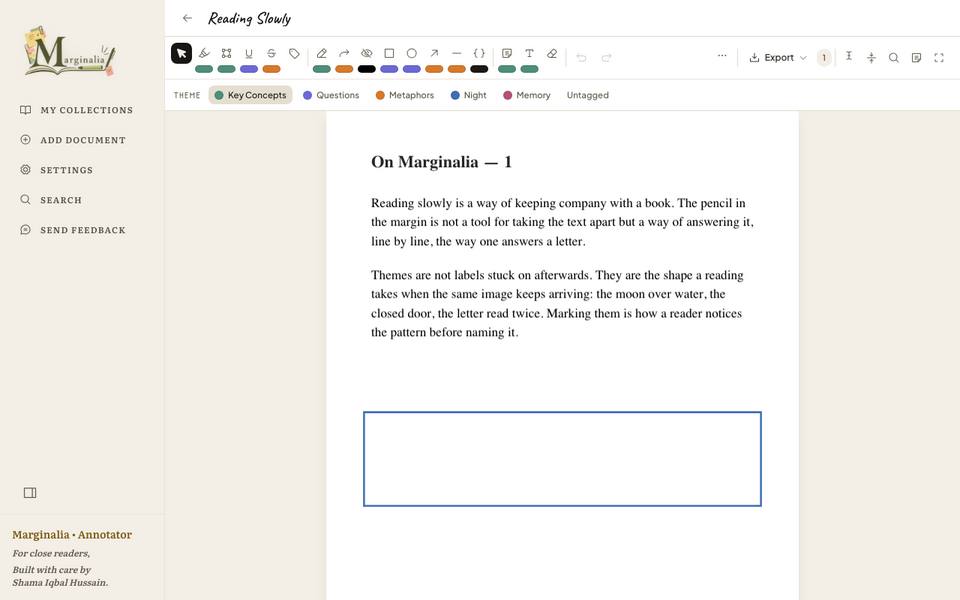 Marginalia
MY COLLECTIONS
ADD DOCUMENT
SETTINGS
SEARCH
SEND FEEDBACK
Marginalia • Annotator
For close readers,
Built with care by
Shama Iqbal Hussain.
Reading Slowly
Export
1
THEME
Key Concepts
Questions
Metaphors
Night
Memory
Untagged
On Marginalia — 1
Reading slowly is a way of keeping company with a book. The pencil in
the margin is not a tool for taking the text apart but a way of answering it,
line by line, the way one answers a letter.
Themes are not labels stuck on afterwards. They are the shape a reading
takes when the same image keeps arriving: the moon over water, the
closed door, the letter read twice. Marking them is how a reader notices
the pattern before naming it.